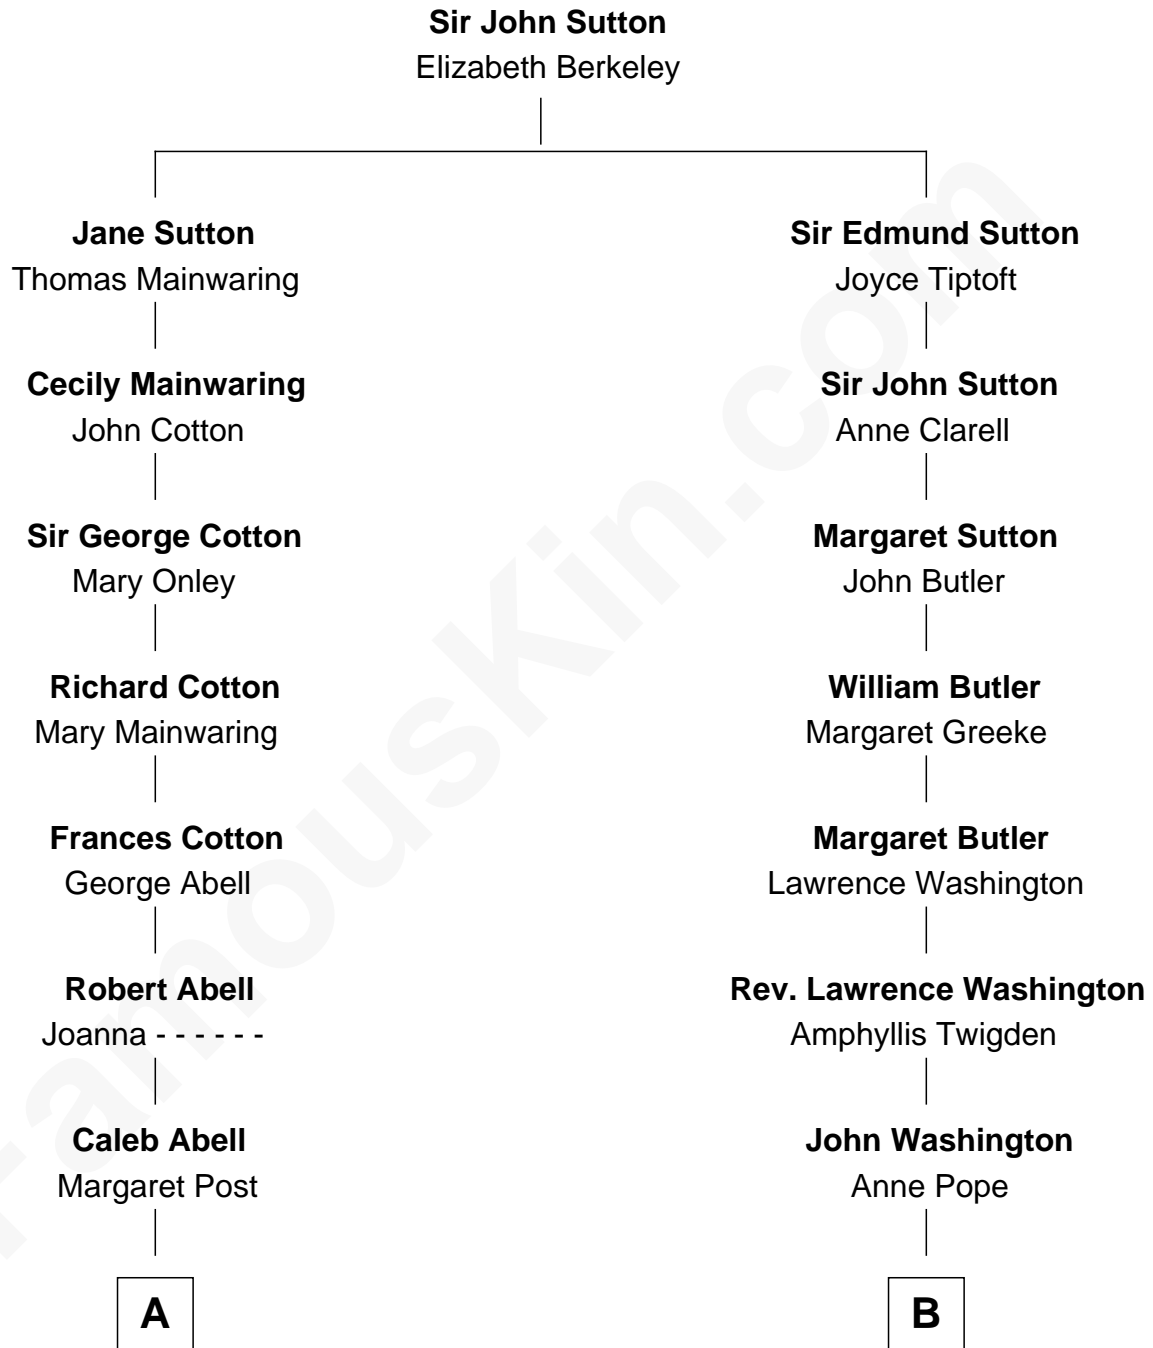 Sir John Sutton
Elizabeth Berkeley
Jane Sutton
Thomas Mainwaring
Sir Edmund Sutton
Joyce Tiptoft
Cecily Mainwaring
John Cotton
Sir John Sutton
Anne Clarell
Sir George Cotton
Mary Onley
Margaret Sutton
John Butler
Richard Cotton
Mary Mainwaring
William Butler
Margaret Greeke
Frances Cotton
George Abell
Margaret Butler
Lawrence Washington
Robert Abell
Joanna - - - - - -
Rev. Lawrence Washington
Amphyllis Twigden
Caleb Abell
Margaret Post
John Washington
Anne Pope
A
B
FamousKin.com